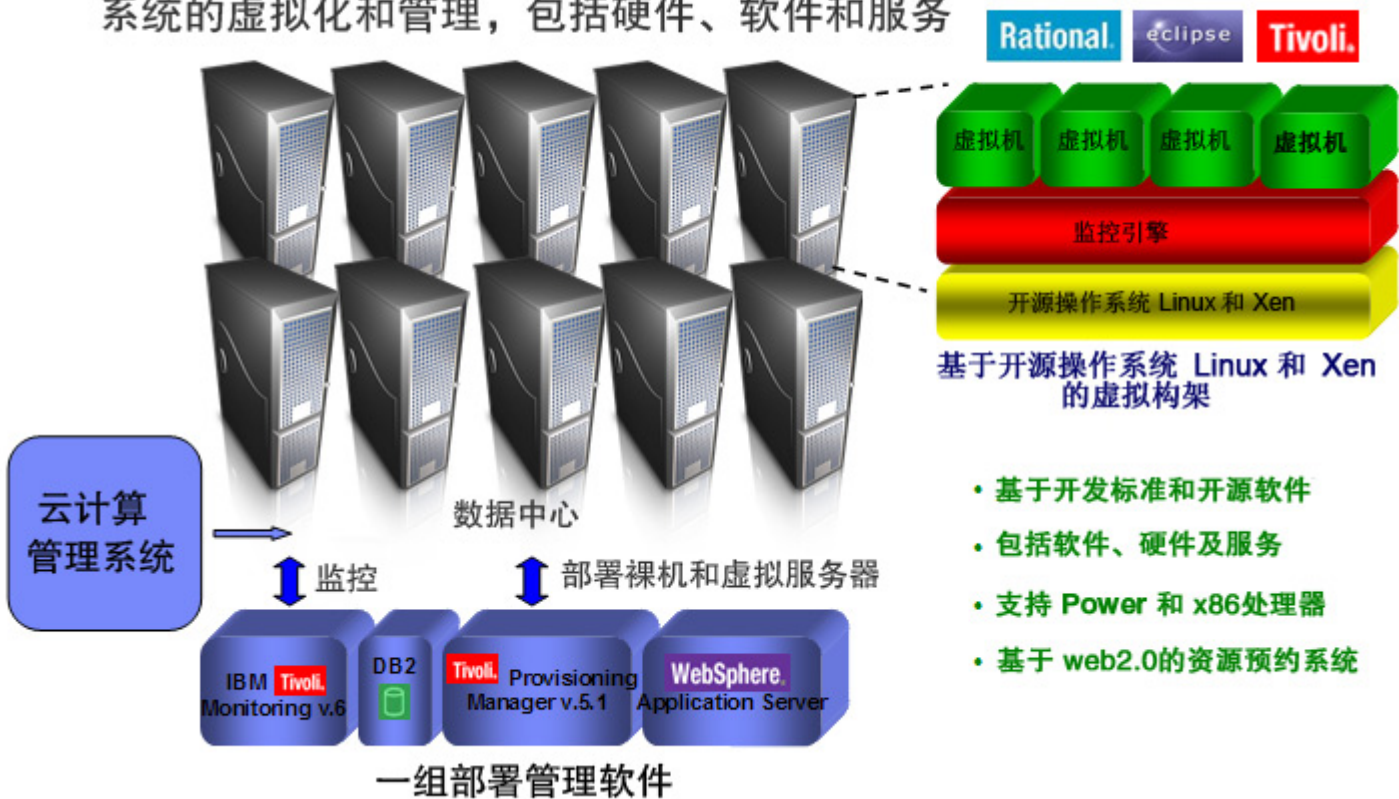 系统的虚拟化和管理，包括硬件、软件和服务
Rational.
eclipse
Tivoli.
虚拟机
虚拟机
虚拟机
虚拟机
监控引擎
开源操作系统 Linux 和 Xen
基于开源操作系统 Linux 和 Xen
的虚拟构架
云计算
管理系统
数据中心
监控
部署裸机和虚拟服务器
• 基于开发标准和开源软件
• 包括软件、硬件及服务
• 支持 Power 和 x86处理器
• 基于 web2.0的资源预约系统
IBM Tivoli.
Monitoring v.6
DB2
Tivoli. Provisioning
Manager v.5.1
WebSphere.
Application Server
一组部署管理软件